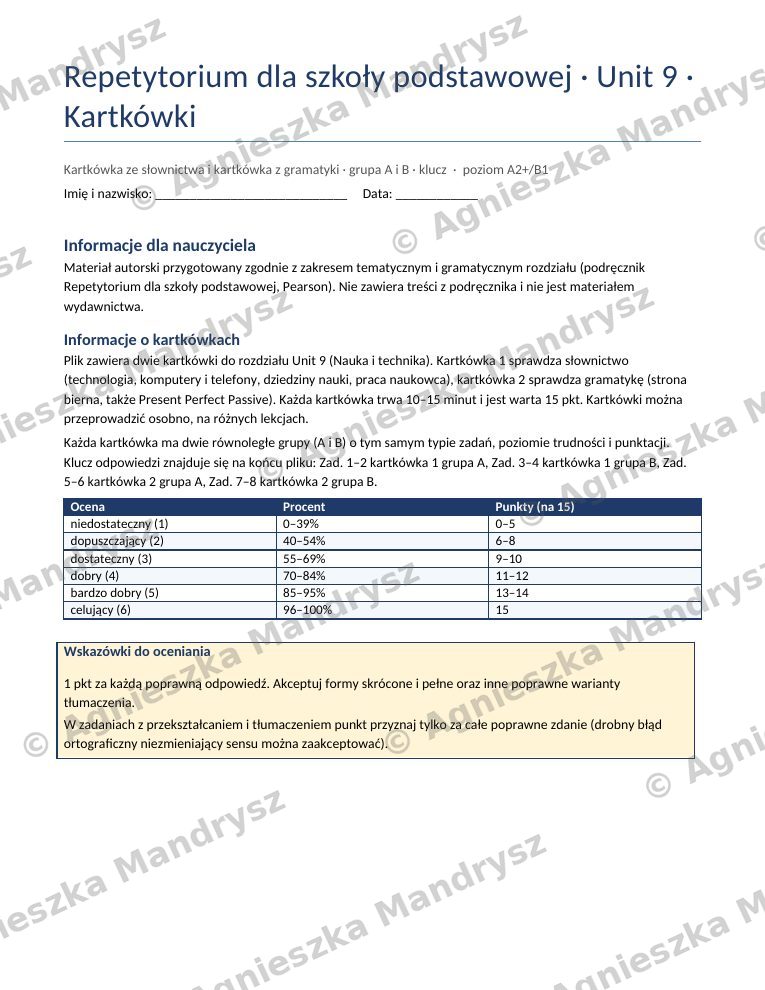 Repetytorium dla szkoły podstawowej · Unit 9 ·
Kartkówki
Kartkówka ze słownictwa i kartkówka z gramatyki · grupa A i B · klucz · poziom A2+/B1
Imię i nazwisko: ____________________________ Data: ____________
Informacje dla nauczyciela
Materiał autorski przygotowany zgodnie z zakresem tematycznym i gramatycznym rozdziału (podręcznik
Repetytorium dla szkoły podstawowej, Pearson). Nie zawiera treści z podręcznika i nie jest materiałem
wydawnictwa.
Informacje o kartkówkach
Plik zawiera dwie kartkówki do rozdziału Unit 9 (Nauka i technika). Kartkówka 1 sprawdza słownictwo
(technologia, komputery i telefony, dziedziny nauki, praca naukowca), kartkówka 2 sprawdza gramatykę (strona
bierna, także Present Perfect Passive). Każda kartkówka trwa 10–15 minut i jest warta 15 pkt. Kartkówki można
przeprowadzić osobno, na różnych lekcjach.
Każda kartkówka ma dwie równoległe grupy (A i B) o tym samym typie zadań, poziomie trudności i punktacji.
Klucz odpowiedzi znajduje się na końcu pliku: Zad. 1–2 kartkówka 1 grupa A, Zad. 3–4 kartkówka 1 grupa B, Zad.
5–6 kartkówka 2 grupa A, Zad. 7–8 kartkówka 2 grupa B.
Ocena Procent Punkty (na 15)
niedostateczny (1) 0–39% 0–5
dopuszczający (2) 40–54% 6–8
dostateczny (3) 55–69% 9–10
dobry (4) 70–84% 11–12
bardzo dobry (5) 85–95% 13–14
celujący (6) 96–100% 15
Wskazówki do oceniania
1 pkt za każdą poprawną odpowiedź. Akceptuj formy skrócone i pełne oraz inne poprawne warianty
tłumaczenia.
W zadaniach z przekształcaniem i tłumaczeniem punkt przyznaj tylko za całe poprawne zdanie (drobny błąd
ortograficzny niezmieniający sensu można zaakceptować).
© Agnieszka Mandrysz